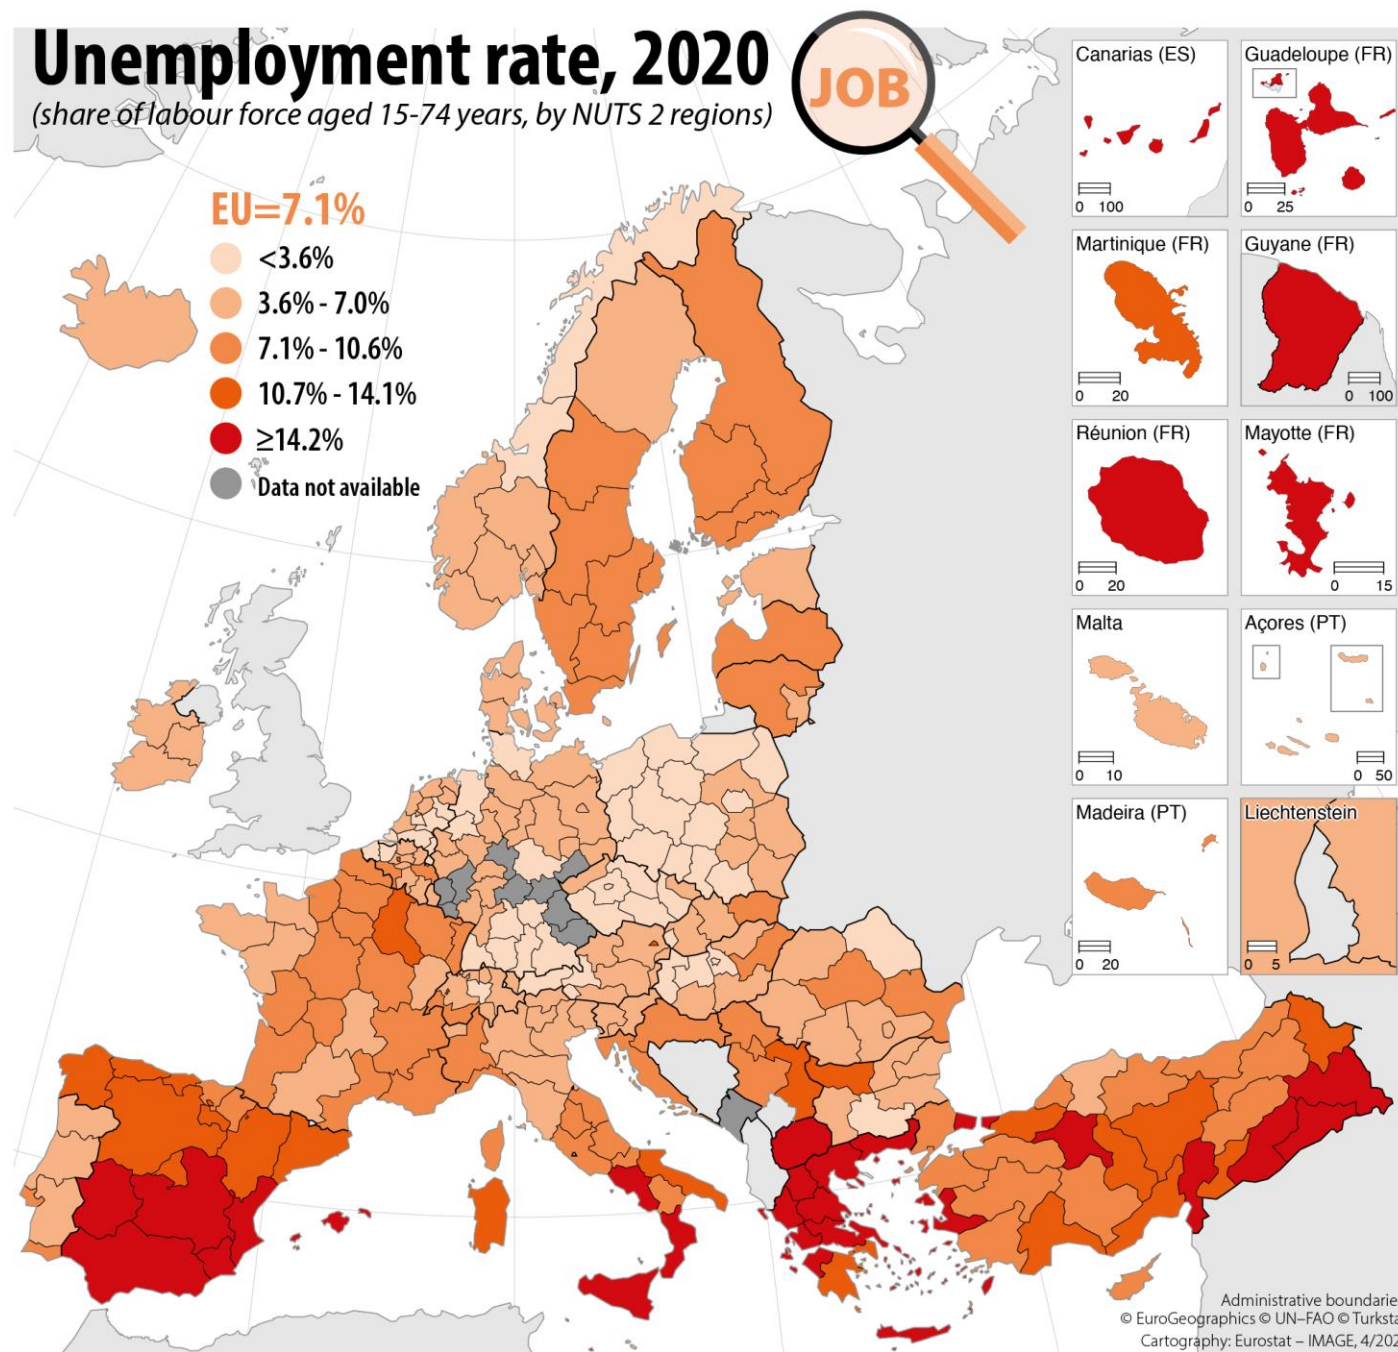 Unemployment rate, 2020
(share of labour force aged 15-74 years, by NUTS 2 regions)
JOB
EU=7.1%
<3.6%
3.6% - 7.0%
7.1% - 10.6%
10.7% - 14.1%
≥14.2%
Data not available
Canarias (ES)
0 100
Guadeloupe (FR)
0 25
Martinique (FR)
0 20
Guyane (FR)
0 100
Réunion (FR)
0 20
Mayotte (FR)
0 15
Malta
0 10
Açores (PT)
0 50
Madeira (PT)
0 20
Liechtenstein
0 5
Administrative boundarie
© EuroGeographics © UN–FAO © Turksta
Cartography: Eurostat – IMAGE, 4/202